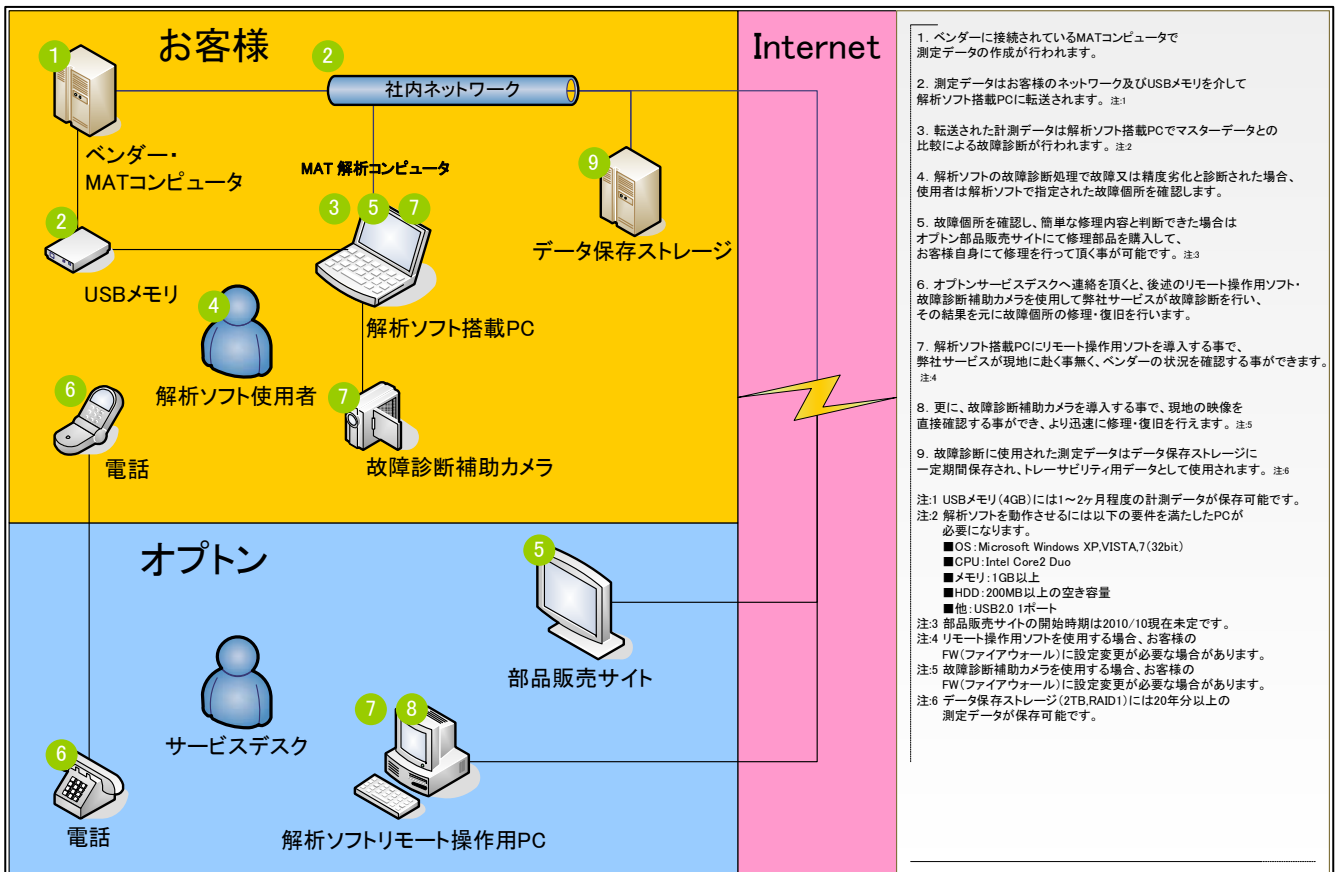 お客様
Internet
1
2
社内ネットワーク
ベンダー・
MATコンピュータ
MAT 解析コンピュータ
9
3
5
7
2
データ保存ストレージ
USBメモリ
4
解析ソフト搭載PC
解析ソフト使用者
6
7
電話
故障診断補助カメラ
オプトン
5
部品販売サイト
7
8
サービスデスク
6
電話
解析ソフトリモート操作用PC
1. ベンダーに接続されているMATコンピュータで
測定データの作成が行われます。
2. 測定データはお客様のネットワーク及びUSBメモリを介して
解析ソフト搭載PCに転送されます。 注:1
3. 転送された計測データは解析ソフト搭載PCでマスターデータとの
比較による故障診断が行われます。 注:2
4. 解析ソフトの故障診断処理で故障又は精度劣化と診断された場合、
使用者は解析ソフトで指定された故障個所を確認します。
5. 故障個所を確認し、簡単な修理内容と判断できた場合は
オプトン部品販売サイトにて修理部品を購入して、
お客様自身にて修理を行って頂く事が可能です。 注:3
6. オプトンサービスデスクへ連絡を頂くと、後述のリモート操作用ソフト・
故障診断補助カメラを使用して弊社サービスが故障診断を行い、
その結果を元に故障個所の修理・復旧を行います。
7. 解析ソフト搭載PCにリモート操作用ソフトを導入する事で、
弊社サービスが現地に赴く事無く、ベンダーの状況を確認する事ができます。
注:4
8. 更に、故障診断補助カメラを導入する事で、現地の映像を
直接確認する事ができ、より迅速に修理・復旧を行えます。 注:5
9. 故障診断に使用された測定データはデータ保存ストレージに
一定期間保存され、トレーサビリティ用データとして使用されます。 注:6
注:1 USBメモリ(4GB)には1～2ヶ月程度の計測データが保存可能です。
注:2 解析ソフトを動作させるには以下の要件を満たしたPCが
必要になります。
■OS:Microsoft Windows XP,VISTA,7(32bit)
■CPU:Intel Core2 Duo
■メモリ:1GB以上
■HDD:200MB以上の空き容量
■他:USB2.0 1ポート
注:3 部品販売サイトの開始時期は2010/10現在未定です。
注:4 リモート操作用ソフトを使用する場合、お客様の
FW(ファイアウォール)に設定変更が必要な場合があります。
注:5 故障診断補助カメラを使用する場合、お客様の
FW(ファイアウォール)に設定変更が必要な場合があります。
注:6 データ保存ストレージ(2TB,RAID1)には20年分以上の
測定データが保存可能です。